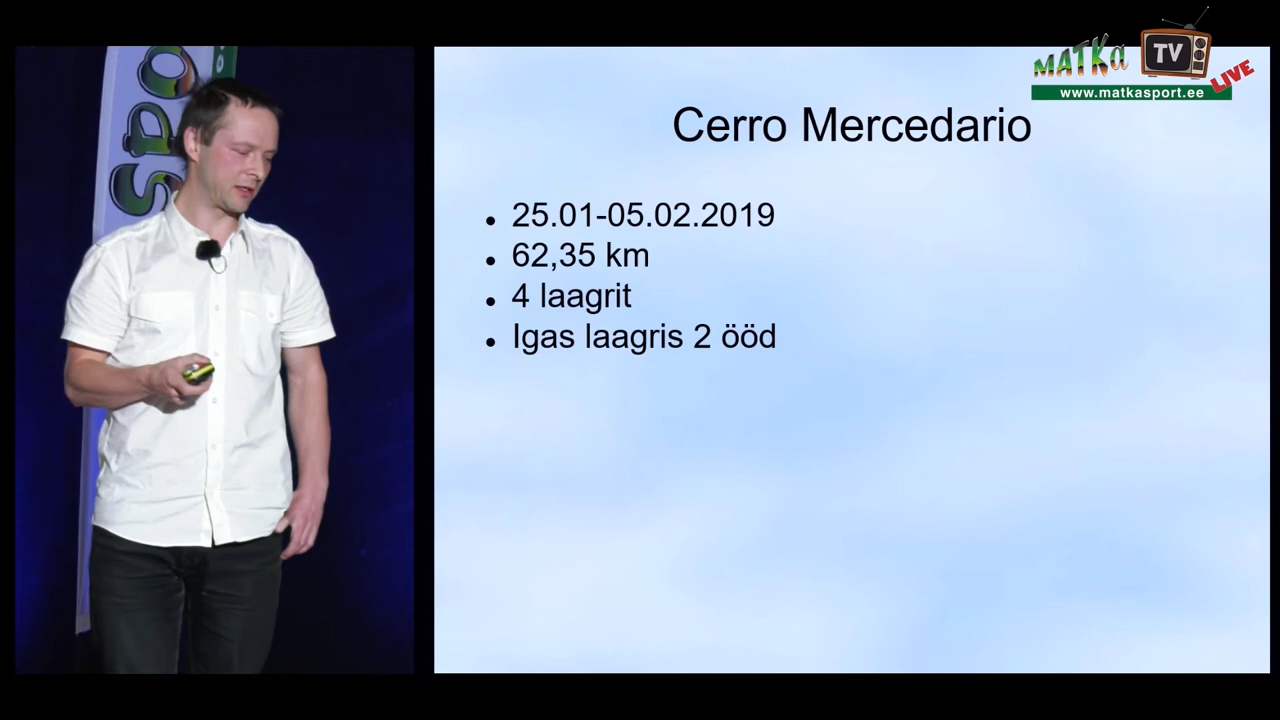 spo
MATKa
TV
LIVE
www.matkasport.ee
Cerro Mercedario
25.01-05.02.2019
62,35 km
4 laagrit
Igas laagris 2 ööd